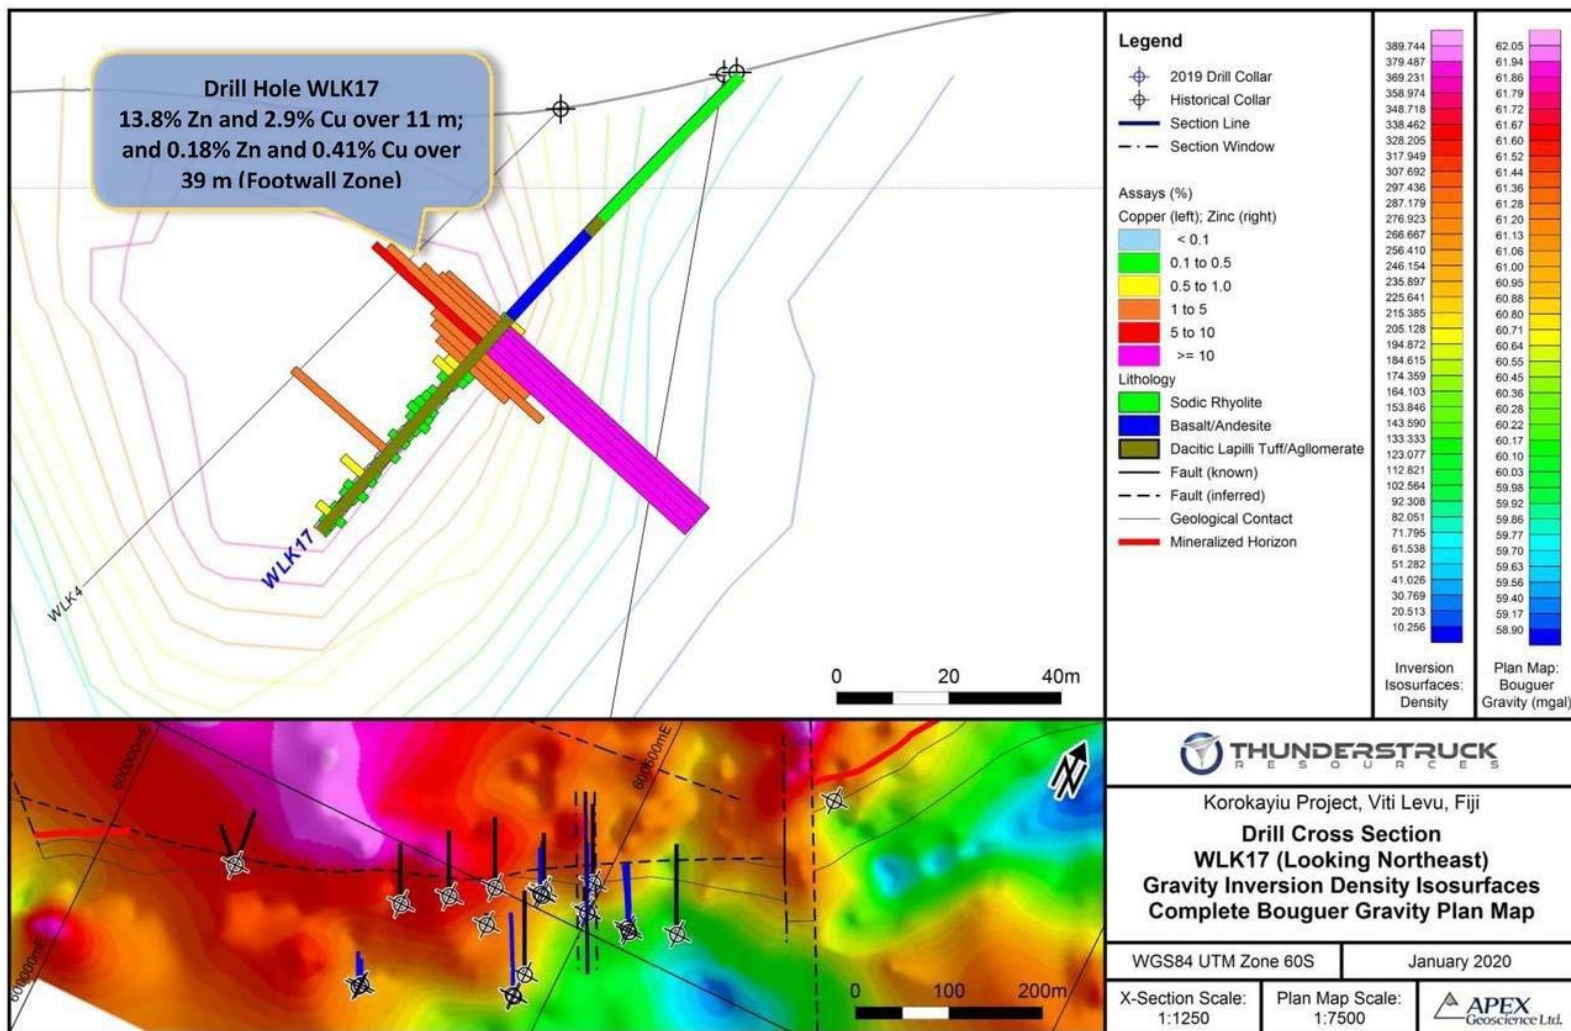 Drill Hole WLK17
13.8% Zn and 2.9% Cu over 11 m;
and 0.18% Zn and 0.41% Cu over
39 m (Footwall Zone)
WLK17
WLK4
0 20 40m
Legend
2019 Drill Collar
Historical Collar
Section Line
Section Window
Assays (%)
Copper (left); Zinc (right)
< 0.1
0.1 to 0.5
0.5 to 1.0
1 to 5
5 to 10
>= 10
Lithology
Sodic Rhyolite
Basalt/Andesite
Dacitic Lapilli Tuff/Agllomerate
Fault (known)
Fault (inferred)
Geological Contact
Mineralized Horizon
389.744
379.487
369.231
358.974
348.718
338.462
328.205
317.949
307.692
297.436
287.179
276.923
266.667
256.410
246.154
235.897
225.641
215.385
205.128
194.872
184.615
174.359
164.103
153.846
143.590
133.333
123.077
112.821
102.564
92.308
82.051
71.795
61.538
51.282
41.026
30.769
20.513
10.256
Inversion
Isosurfaces:
Density
62.05
61.94
61.86
61.79
61.72
61.67
61.60
61.52
61.44
61.36
61.28
61.20
61.13
61.06
61.00
60.95
60.88
60.80
60.71
60.64
60.55
60.45
60.36
60.28
60.22
60.17
60.10
60.03
59.98
59.92
59.86
59.77
59.70
59.63
59.56
59.40
59.17
58.90
Plan Map:
Bouguer
Gravity (mgal)
600000mE
600600mE
600000mE
N
0 100 200m
THUNDERSTRUCK
RESOURCES
Korokayiu Project, Viti Levu, Fiji
Drill Cross Section
WLK17 (Looking Northeast)
Gravity Inversion Density Isosurfaces
Complete Bouguer Gravity Plan Map
WGS84 UTM Zone 60S
January 2020
X-Section Scale:
1:1250
Plan Map Scale:
1:7500
APEX
Geoscience Ltd.